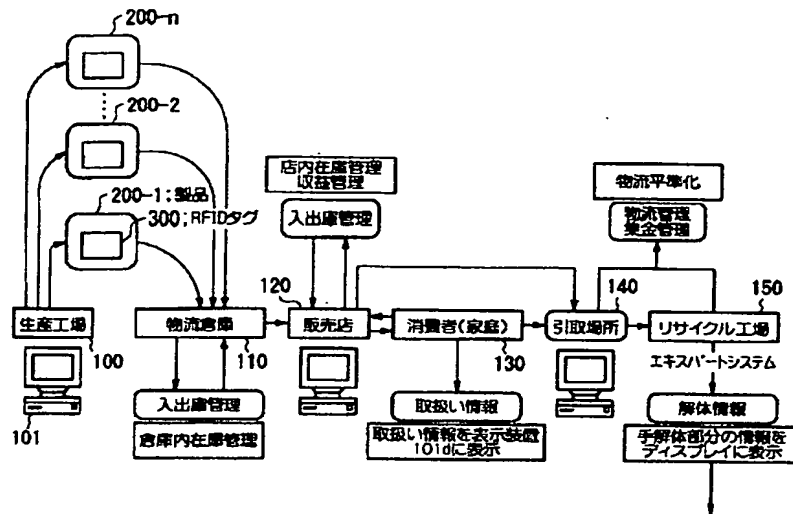 200-n
200-2
200-1;製品
300;RFIDタグ
店内在庫管理
収益管理
入出庫管理
物流平準化
物流管理
集金管理
120
140
150
生産工場
物流倉庫
販売店
消費者(家庭)
引取場所
リサイクル工場
100
110
130
エキスパートシステム
101
入出庫管理
倉庫内在庫管理
取扱い情報
取扱い情報を表示装置
101dに表示
解体情報
手解体部分の情報を
ディスプレイに表示